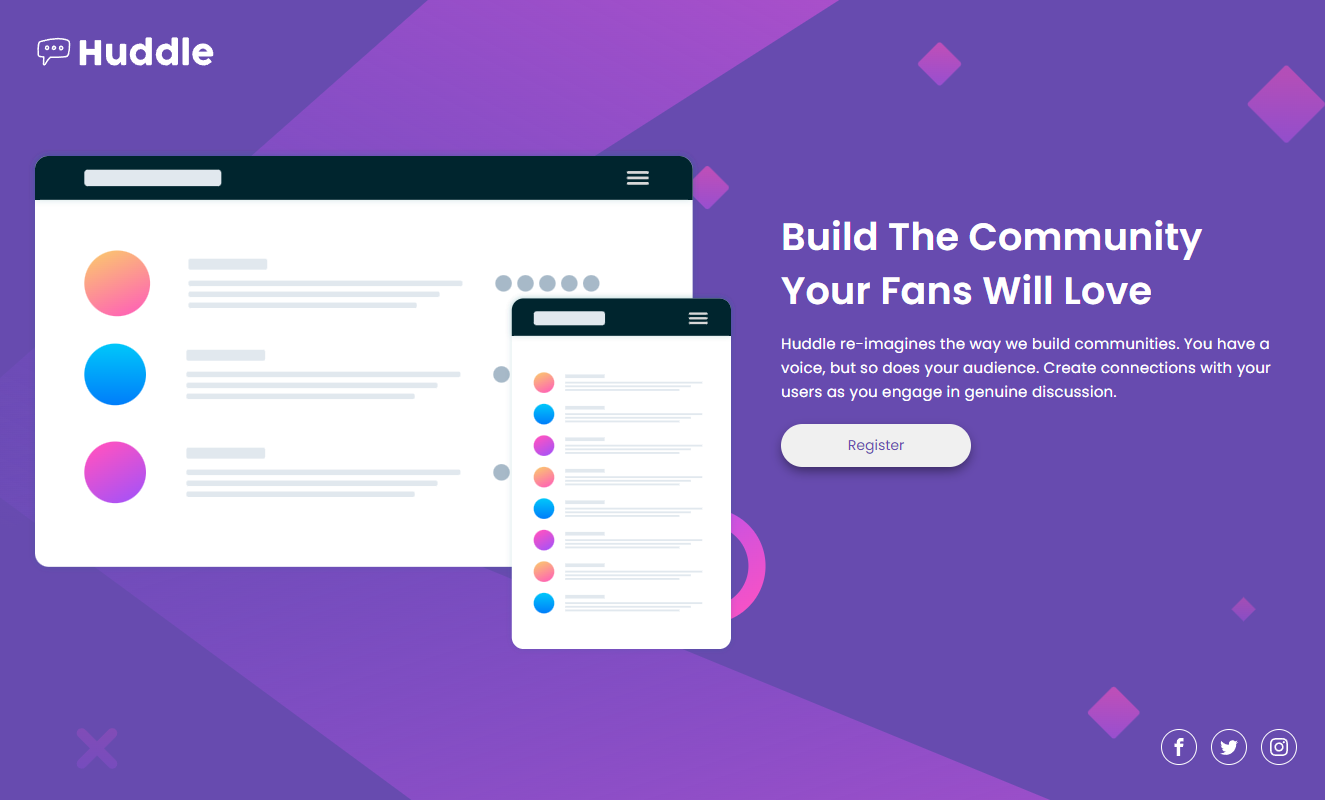 Huddle
Build The Community
Your Fans Will Love
Huddle re-imagines the way we build communities. You have a
voice, but so does your audience. Create connections with your
users as you engage in genuine discussion.
Register